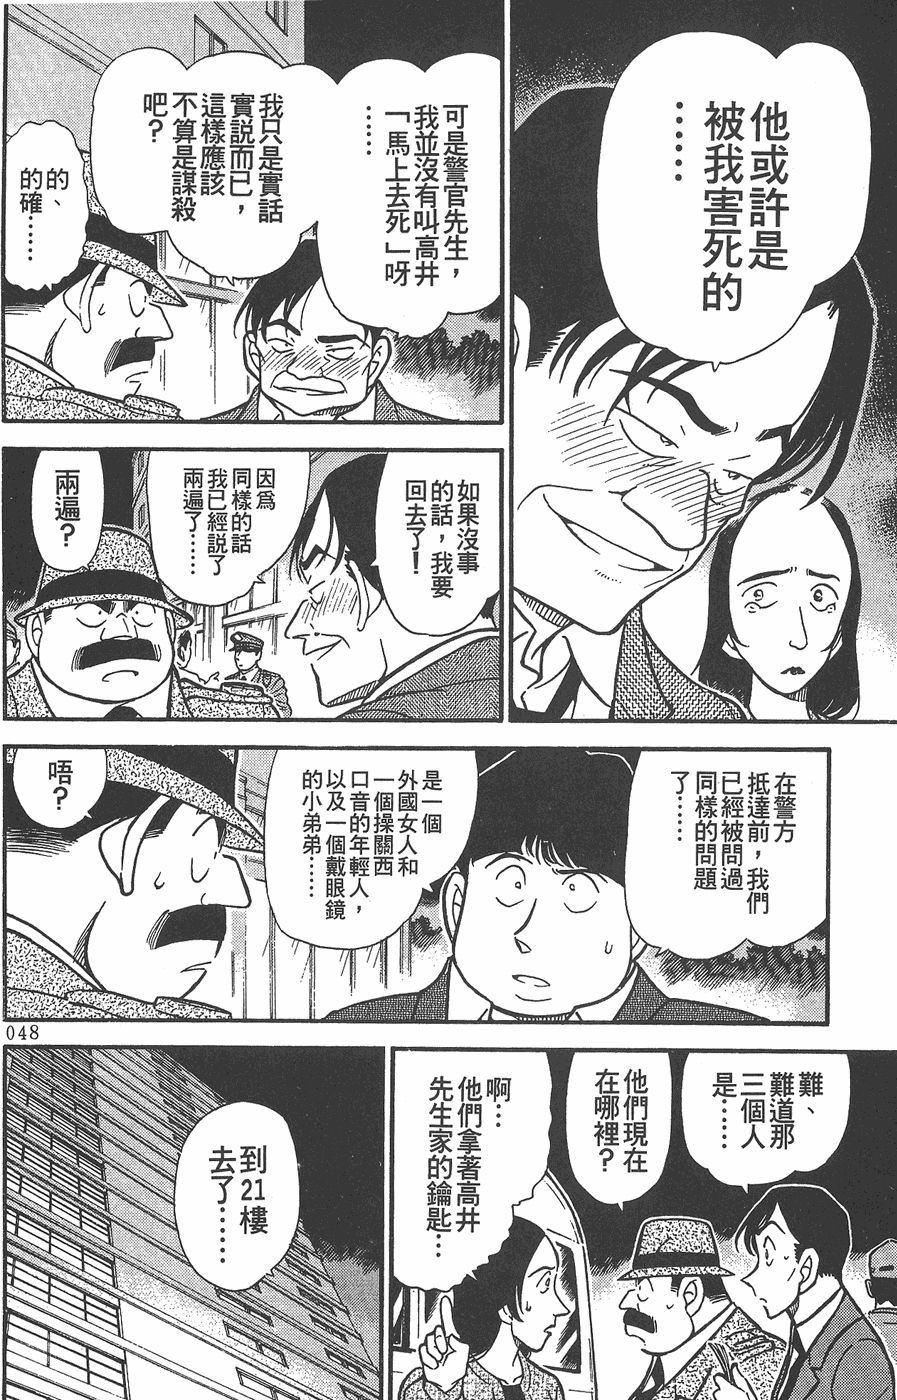 他或許是
被我害死的
……
可是警官先生，
我並沒有叫高井
「馬上去死」呀
……
我只是實話
實說而已，
這樣應該
不算是謀殺
吧？
的、
的確……
如果沒事
的話，我要
回去了！
因為
同樣的話
我已經說了
兩遍了……
兩遍？
在警方
抵達前，我們
已經被問過
同樣的問題
了……
是一個
外國女人和
一個操關西
口音的年輕人，
以及一個戴眼鏡
的小弟弟……
唔？
048
難、
難道那
三個人
是……
他們現在
在哪裡？
啊…
他們拿著高井
先生家的鑰匙…
到
21樓
去了……